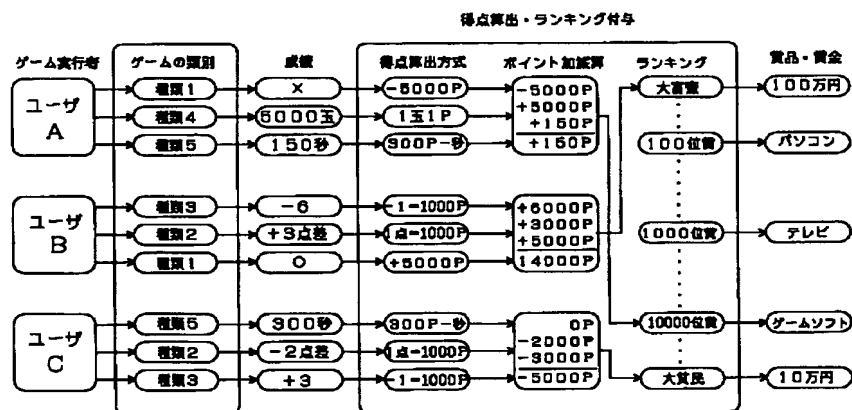 得点算出・ランキング付与
ゲーム実行者 ゲームの類別 成績 得点算出方式 ポイント加減算 ランキング 賞品・賞金
ユーザ
A
種類1 × -5000P
種類4 5000玉 1玉1P
種類5 150秒 300P-秒
-5000P
+5000P
+150P
+150P
大富豪 100万円
100位賞 パソコン
ユーザ
B
種類3 -6 -1=1000P
種類2 +3点差 1点=1000P
種類1 ○ +5000P
+6000P
+3000P
+5000P
14000P
1000位賞 テレビ
ユーザ
C
種類5 300秒 300P-秒
種類2 -2点差 1点=1000P
種類3 +3 -1=1000P
0P
-2000P
-3000P
-5000P
10000位賞 ゲームソフト
大貧民 10万円